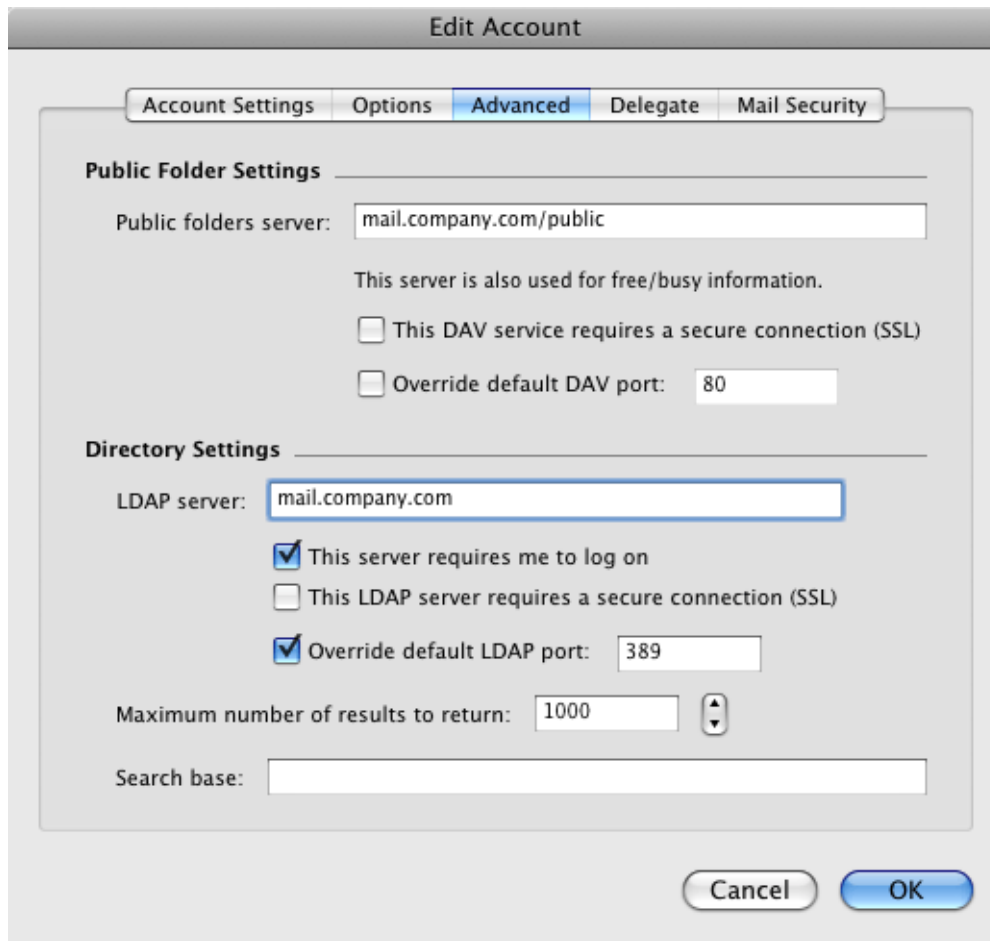 Edit Account
Account Settings Options Advanced Delegate Mail Security
Public Folder Settings
Public folders server: mail.company.com/public
This server is also used for free/busy information.
This DAV service requires a secure connection (SSL)
Override default DAV port: 80
Directory Settings
LDAP server: mail.company.com
This server requires me to log on
This LDAP server requires a secure connection (SSL)
Override default LDAP port: 389
Maximum number of results to return: 1000
Search base:
Cancel OK